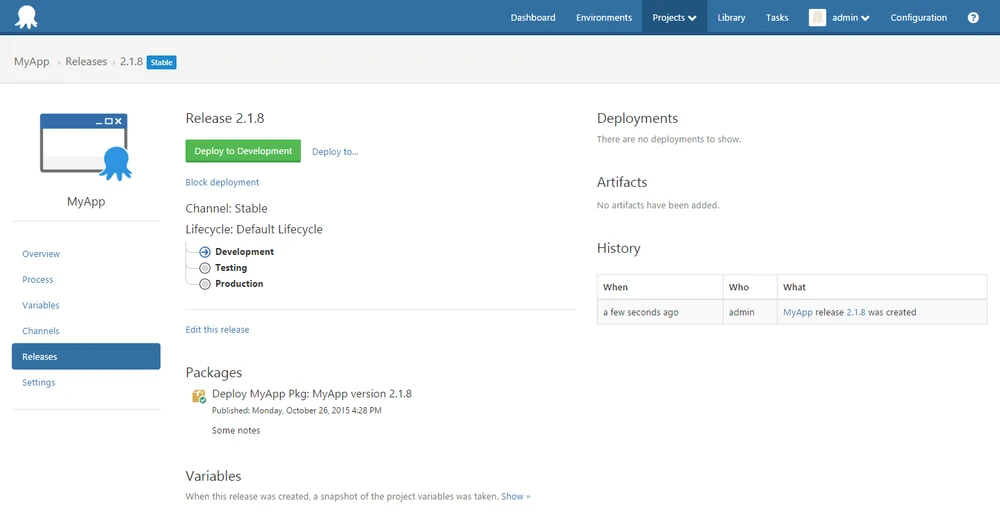 Dashboard
Environments
Projects
Library
Tasks
admin
Configuration
?
MyApp › Releases › 2.1.8 Stable
MyApp
Overview
Process
Variables
Channels
Releases
Settings
Release 2.1.8
Deploy to Development
Deploy to...
Block deployment
Channel: Stable
Lifecycle: Default Lifecycle
Development
Testing
Production
Edit this release
Packages
Deploy MyApp Pkg: MyApp version 2.1.8
Published: Monday, October 26, 2015 4:28 PM
Some notes
Variables
When this release was created, a snapshot of the project variables was taken. Show »
Deployments
There are no deployments to show.
Artifacts
No artifacts have been added.
History
When Who What
a few seconds ago admin MyApp release 2.1.8 was created